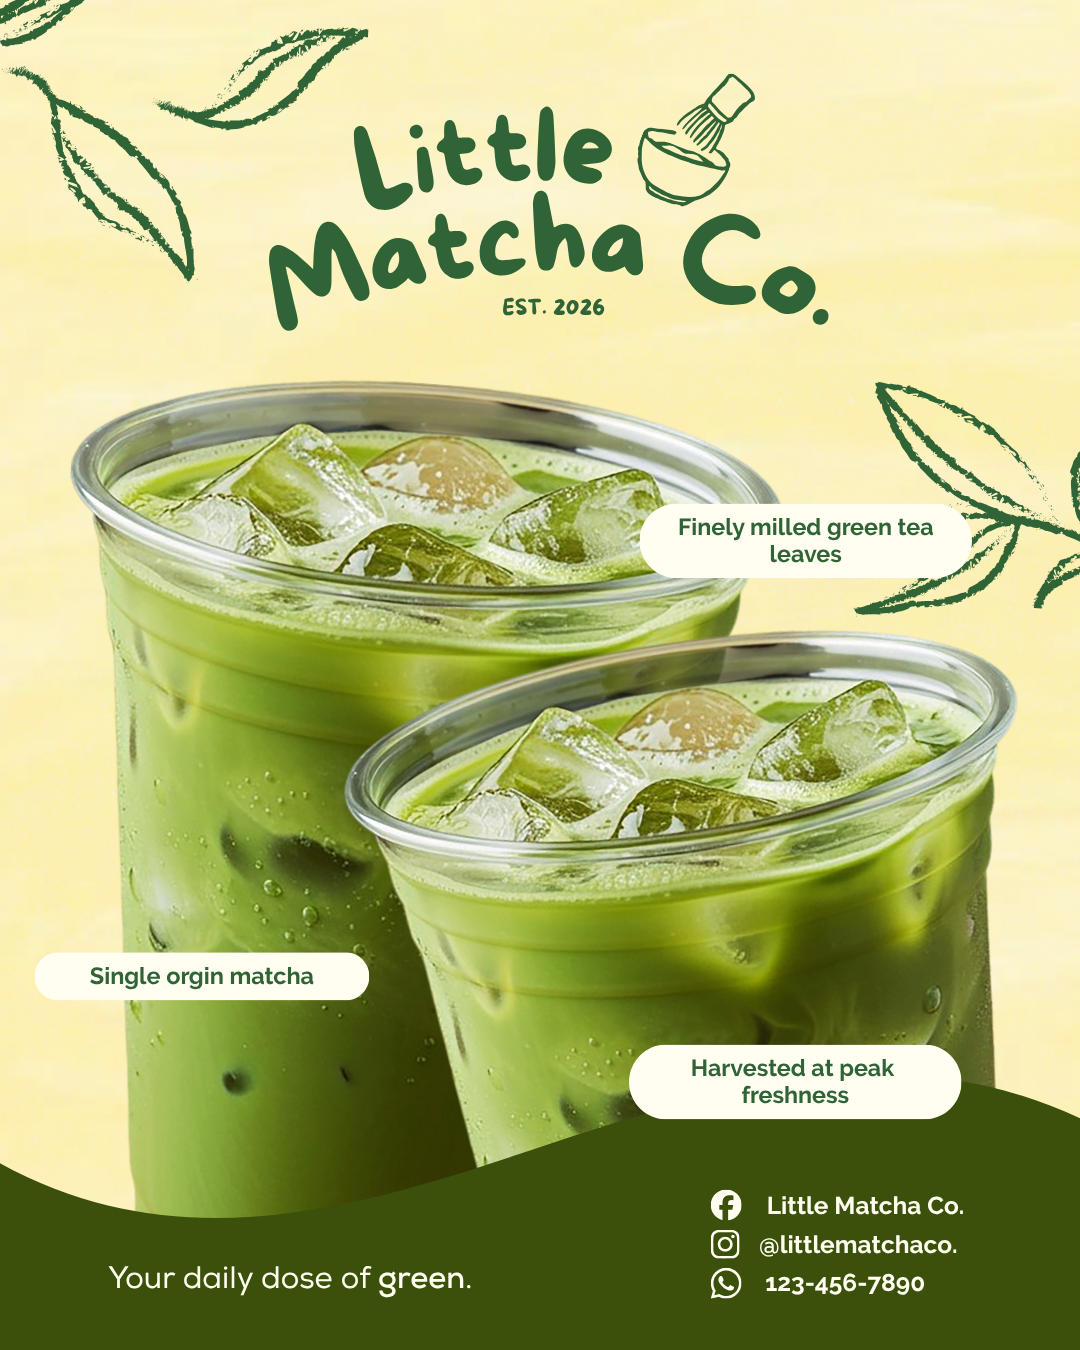 Little
Matcha Co.
EST. 2026
Finely milled green tea
leaves
Single orgin matcha
Harvested at peak
freshness
Little Matcha Co.
@littlematchaco.
123-456-7890
Your daily dose of green.